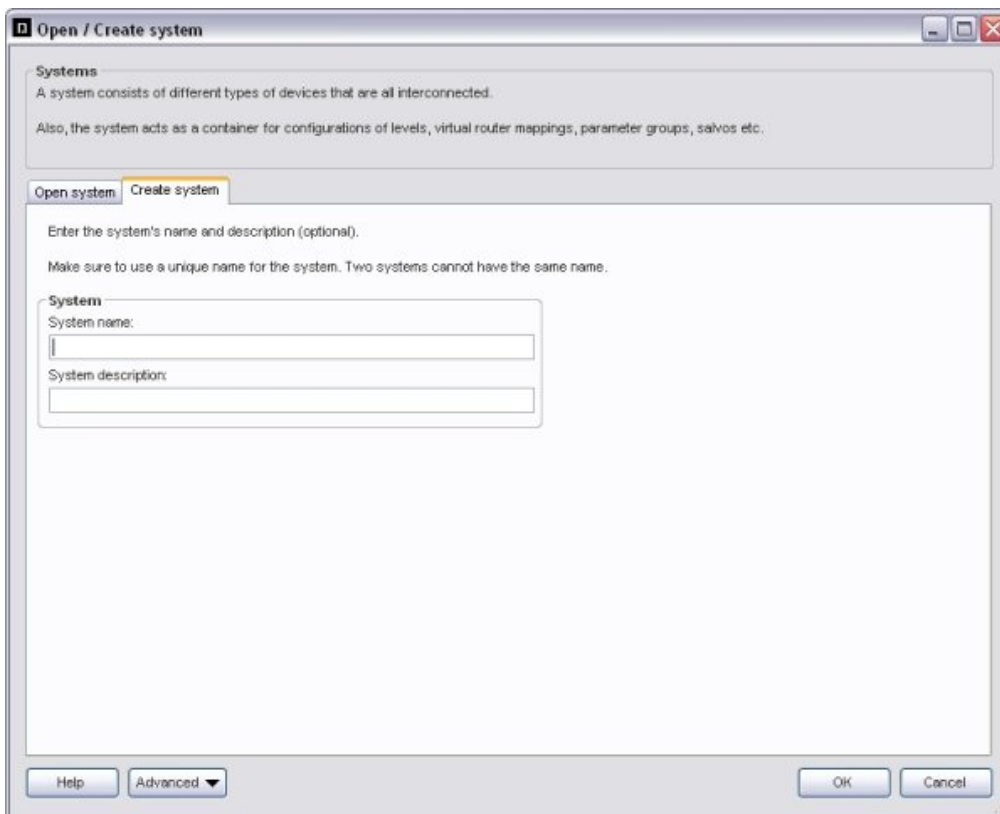 Open / Create system
Systems
A system consists of different types of devices that are all interconnected.
Also, the system acts as a container for configurations of levels, virtual router mappings, parameter groups, salvos etc.
Open system
Create system
Enter the system's name and description (optional).
Make sure to use a unique name for the system. Two systems cannot have the same name.
System
System name:
System description:
Help
Advanced
OK
Cancel